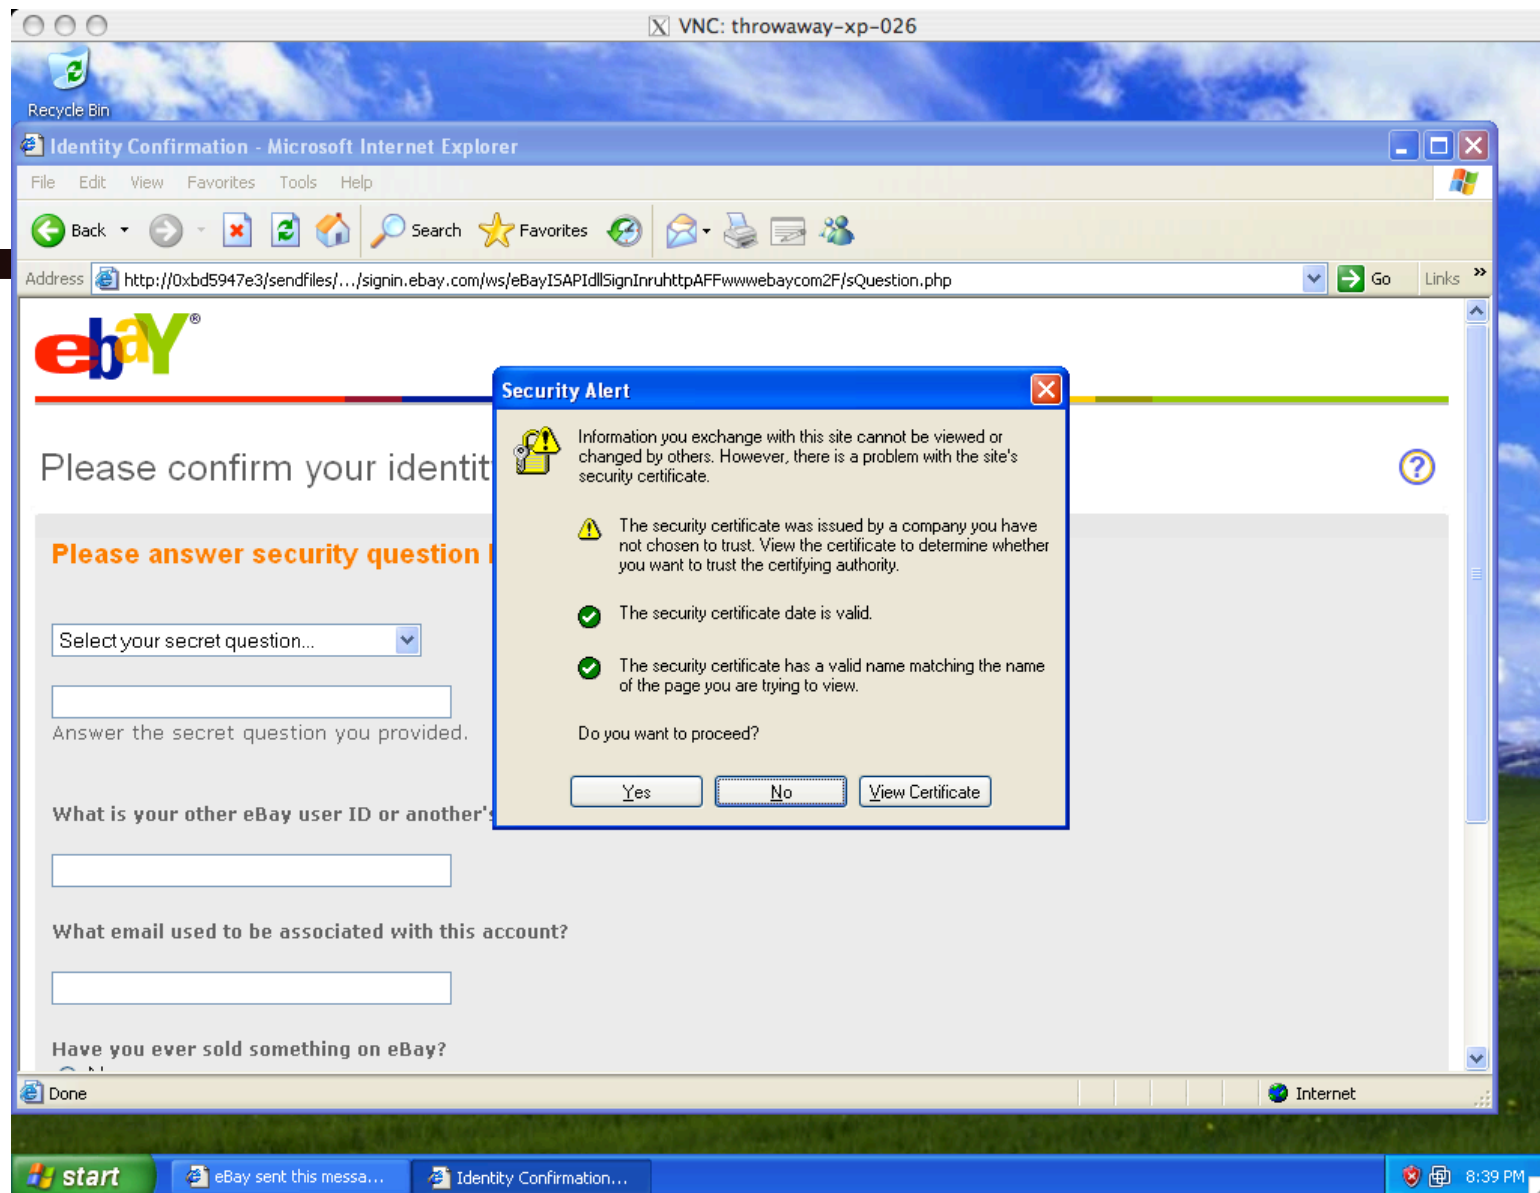 VNC: throwaway-xp-026
Recycle Bin
Identity Confirmation - Microsoft Internet Explorer
File Edit View Favorites Tools Help
Back Search Favorites
Address http://0xbd5947e3/sendfiles/.../signin.ebay.com/ws/eBayISAPIdllSignInruhttpAFFwwwebaycom2F/sQuestion.php Go Links »
ebaY®
Please confirm your identit
Please answer security question
Select your secret question...
Answer the secret question you provided.
What is your other eBay user ID or another's
What email used to be associated with this account?
Have you ever sold something on eBay?
Security Alert
Information you exchange with this site cannot be viewed or
changed by others. However, there is a problem with the site's
security certificate.
The security certificate was issued by a company you have
not chosen to trust. View the certificate to determine whether
you want to trust the certifying authority.
The security certificate date is valid.
The security certificate has a valid name matching the name
of the page you are trying to view.
Do you want to proceed?
Yes No View Certificate
Done Internet
start eBay sent this messa... Identity Confirmation... 8:39 PM